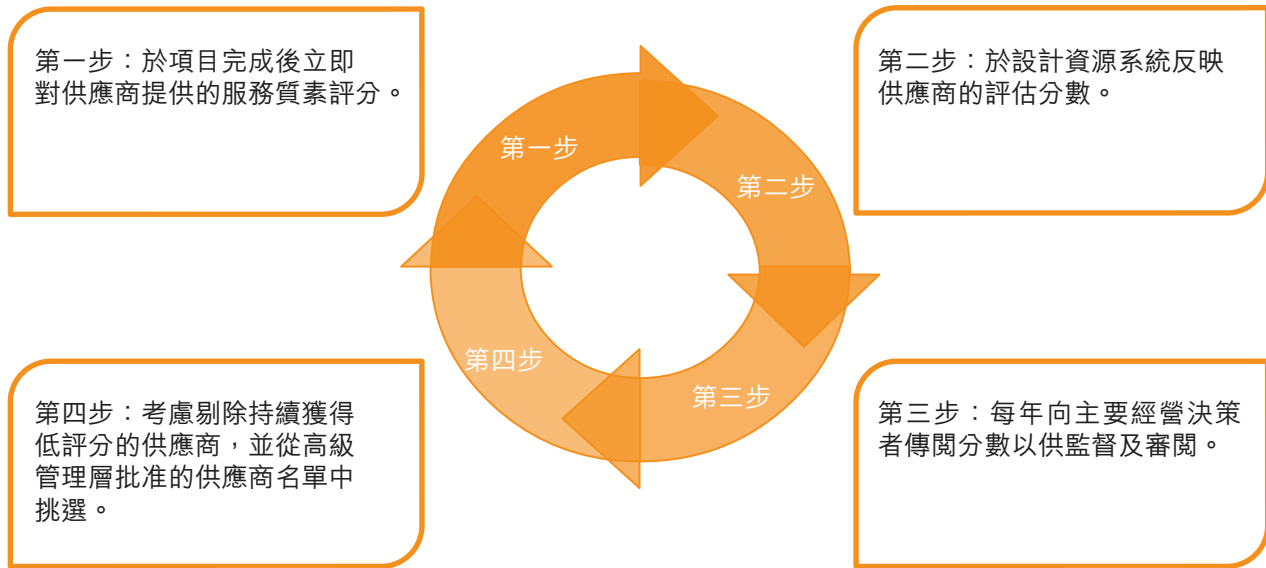 第一步：於項目完成後立即
對供應商提供的服務質素評分。
第二步：於設計資源系統反映
供應商的評估分數。
第一步
第二步
第四步
第三步
第四步：考慮剔除持續獲得
低評分的供應商，並從高級
管理層批准的供應商名單中
挑選。
第三步：每年向主要經營決策
者傳閱分數以供監督及審閱。